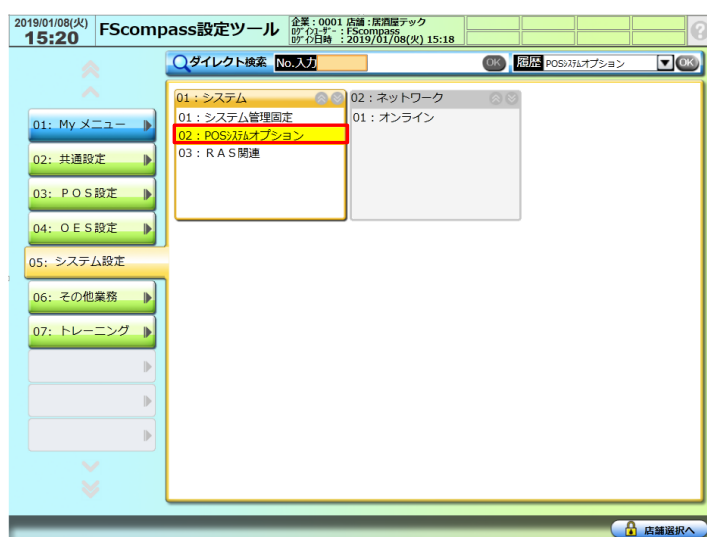 2019/01/08(火)
15:20
FScompass設定ツール
企業：0001 店舗：居酒屋テック
ﾛｸﾞｲﾝﾕｰｻﾞｰ：FScompass
ﾛｸﾞｲﾝ日時 ：2019/01/08(火) 15:18
?
ダイレクト検索 No.入力 OK 履歴 POSｼｽﾃﾑオプション OK
01：システム
01：システム管理固定
02：POSｼｽﾃﾑオプション
03：ＲＡＳ関連
02：ネットワーク
01：オンライン
01: My メニュー
02: 共通設定
03: ＰＯＳ設定
04: ＯＥＳ設定
05: システム設定
06: その他業務
07: トレーニング
店舗選択へ